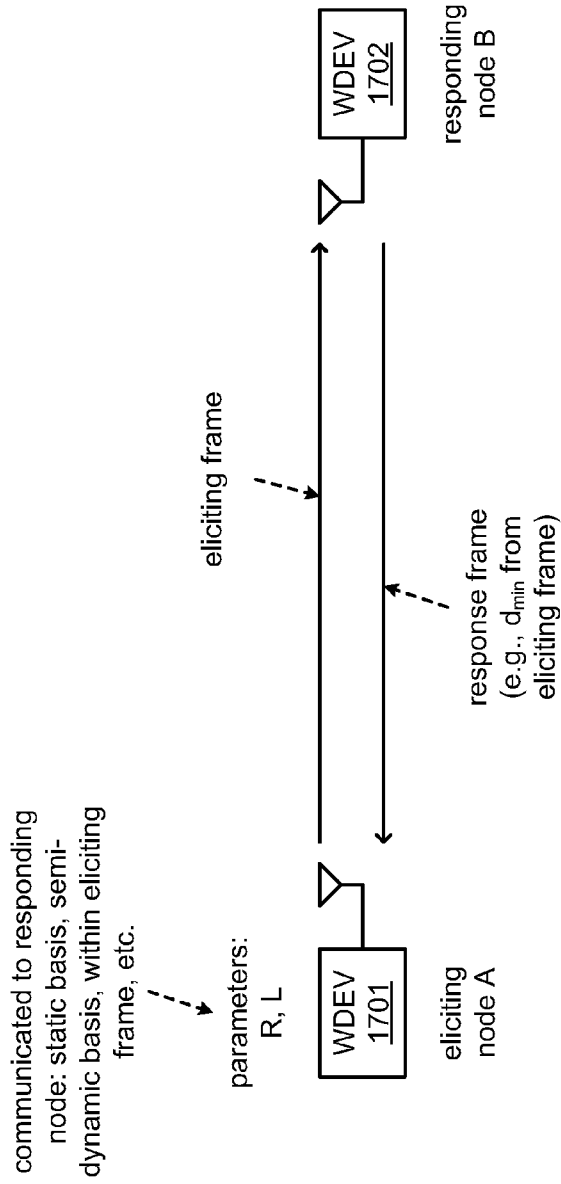 communicated to responding
node: static basis, semi-
dynamic basis, within eliciting
frame, etc.
parameters:
R, L
WDEV
1701
eliciting
node A
eliciting frame
response frame
(e.g., dmin from
eliciting frame)
WDEV
1702
responding
node B